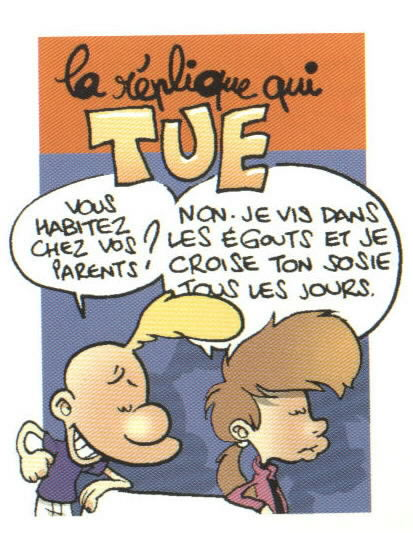 la réplique qui
TUE
VOUS
HABITEZ
CHEZ VOS
PARENTS?
NON. JE VIS DANS
LES ÉGOUTS ET JE
CROISE TON SOSIE
TOUS LES JOURS.